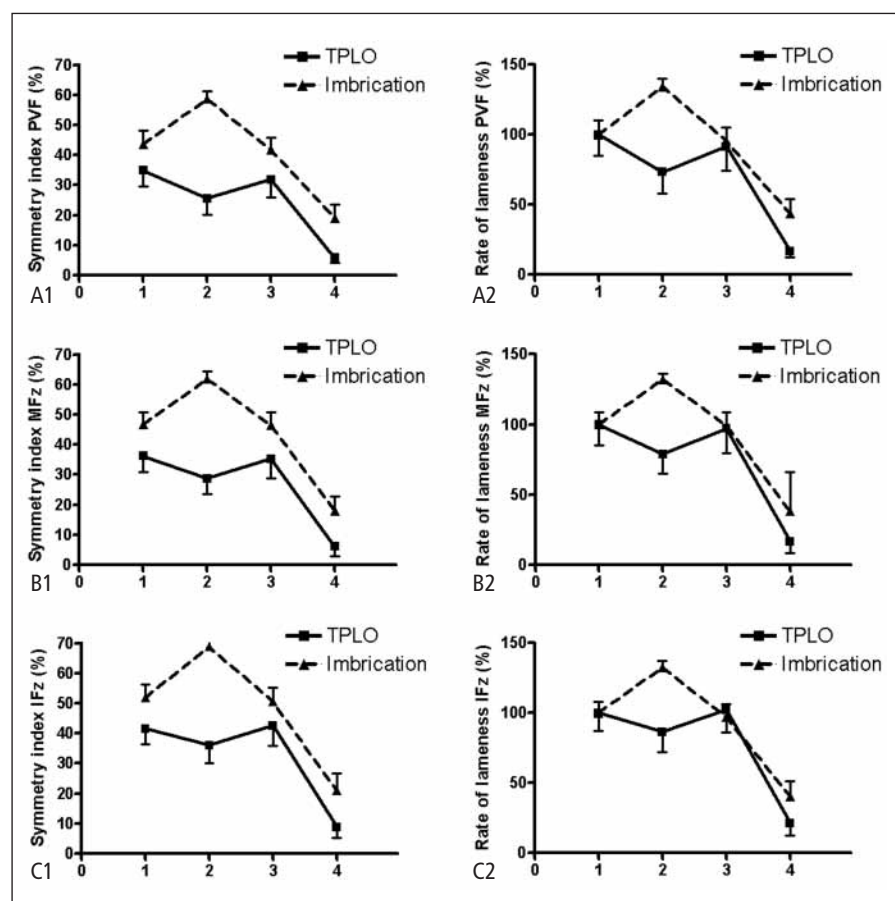 TPLO
Imbrication
Symmetry index PVF (%)
70
60
50
40
30
20
10
0
0 1 2 3 4
A1
TPLO
Imbrication
Rate of lameness PVF (%)
150
100
50
0
0 1 2 3 4
A2
TPLO
Imbrication
Symmetry index MFz (%)
70
60
50
40
30
20
10
0
0 1 2 3 4
B1
TPLO
Imbrication
Rate of lameness MFz (%)
150
100
50
0
0 1 2 3 4
B2
TPLO
Imbrication
Symmetry index IFz (%)
70
60
50
40
30
20
10
0
0 1 2 3 4
C1
TPLO
Imbrication
Rate of lameness IFz (%)
150
100
50
0
0 1 2 3 4
C2